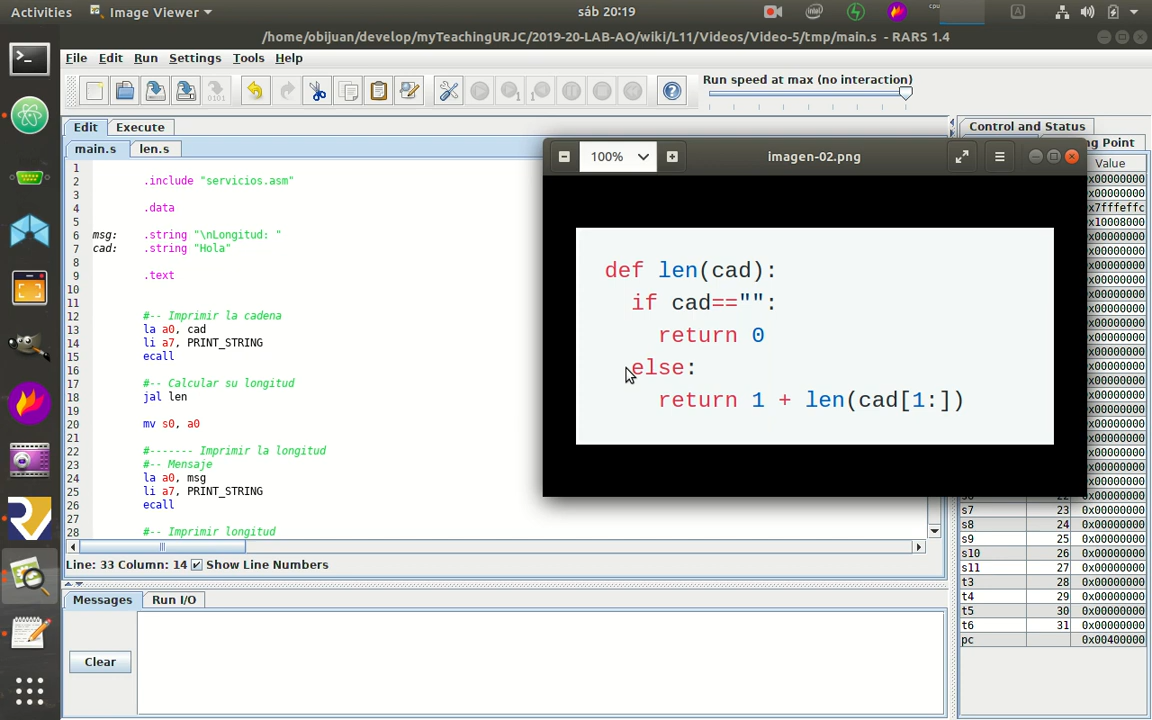 Activities Image Viewer sáb 20:19
/home/obijuan/develop/myTeachingURJC/2019-20-LAB-AO/wiki/L11/Videos/Video-5/tmp/main.s - RARS 1.4
File Edit Run Settings Tools Help
Run speed at max (no interaction)
Edit Execute
main.s len.s
1
2 .include "servicios.asm"
3
4 .data
5
6 msg: .string "\nLongitud: "
7 cad: .string "Hola"
8
9 .text
10
11
12 #-- Imprimir la cadena
13 la a0, cad
14 li a7, PRINT_STRING
15 ecall
16
17 #-- Calcular su longitud
18 jal len
19
20 mv s0, a0
21
22 #------- Imprimir la longitud
23 #-- Mensaje
24 la a0, msg
25 li a7, PRINT_STRING
26 ecall
27
28 #-- Imprimir longitud
Line: 33 Column: 14 Show Line Numbers
100% imagen-02.png
def len(cad):
if cad=="":
return 0
else:
return 1 + len(cad[1:])
Control and Status
Point
Value
0x00000000
0x00000000
0x7fffeffc
0x10008000
0x00000000
s7 23 0x00000000
s8 24 0x00000000
s9 25 0x00000000
s10 26 0x00000000
s11 27 0x00000000
t3 28 0x00000000
t4 29 0x00000000
t5 30 0x00000000
t6 31 0x00000000
pc 0x00400000
Messages Run I/O
Clear